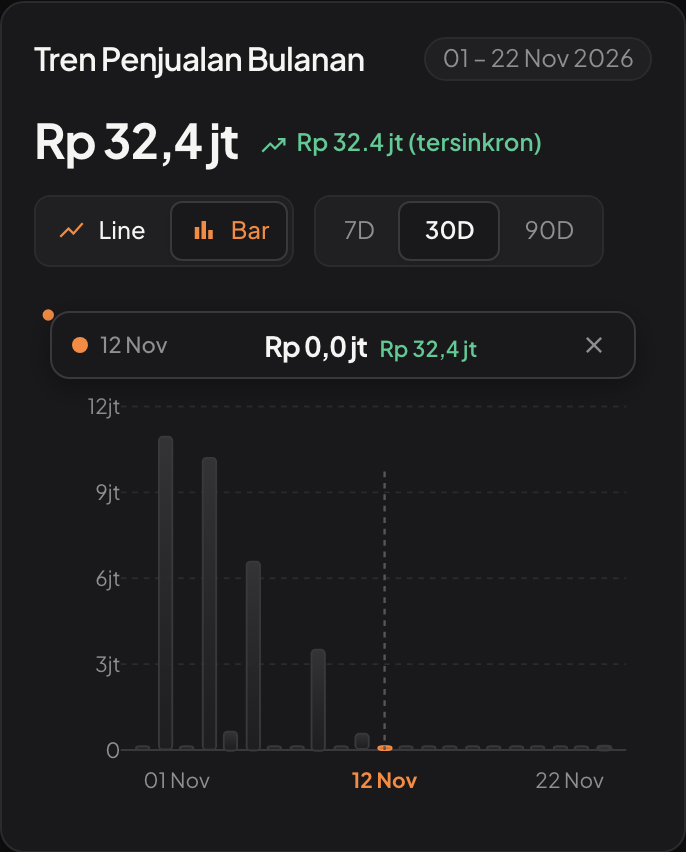 Tren Penjualan Bulanan
01 – 22 Nov 2026
Rp 32,4 jt
Rp 32.4 jt (tersinkron)
Line
Bar
7D
30D
90D
12 Nov
Rp 0,0 jt
Rp 32,4 jt
12jt
9jt
6jt
3jt
0
01 Nov
12 Nov
22 Nov